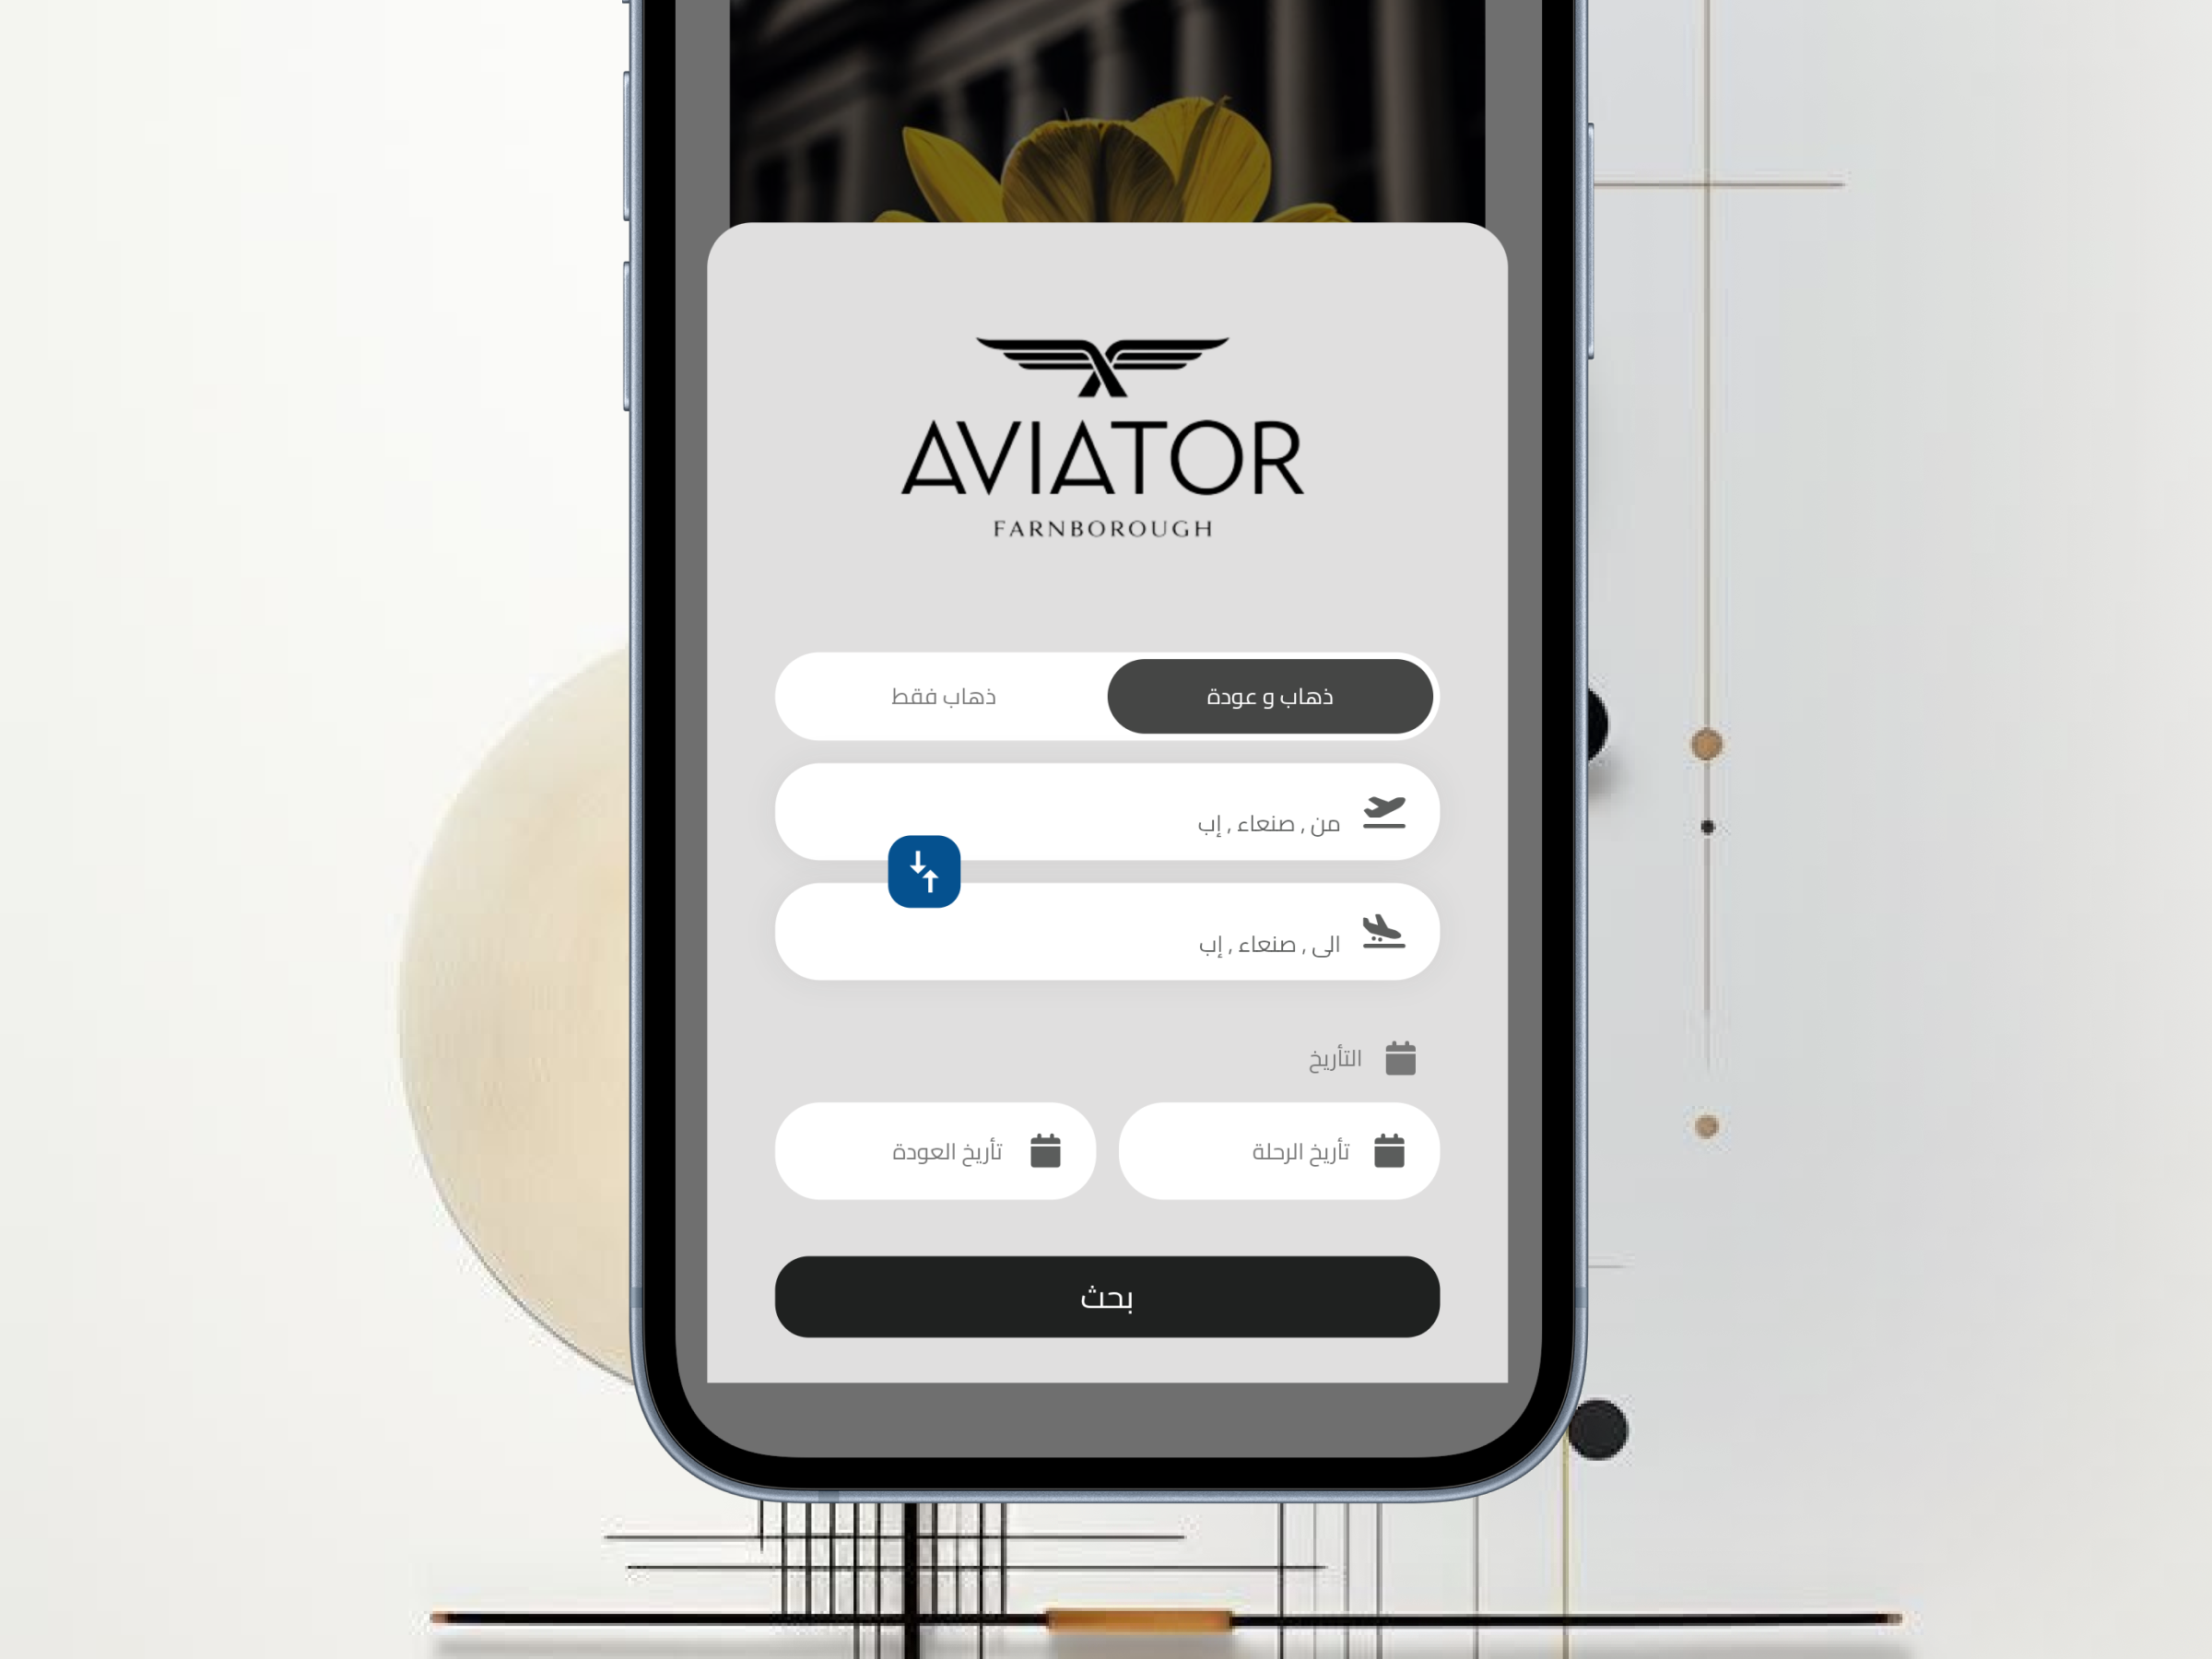 AVIATOR
FARNBOROUGH
ذهاب و عودة
ذهاب فقط
من , صنعاء , إب
الى , صنعاء , إب
التأريخ
تأريخ الرحلة
تأريخ العودة
بحث